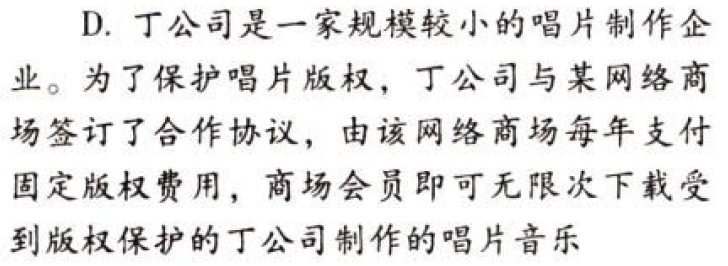 D. 丁公司是一家规模较小的唱片制作企
业。为了保护唱片版权，丁公司与某网络商
场签订了合作协议，由该网络商场每年支付
固定版权费用，商场会员即可无限次下载受
到版权保护的丁公司制作的唱片音乐